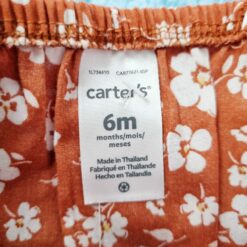 carter's®
6m
months/mois/
meses
Made in Thailand
Fabriqué en Thaïlande
Hecho en Tailandia